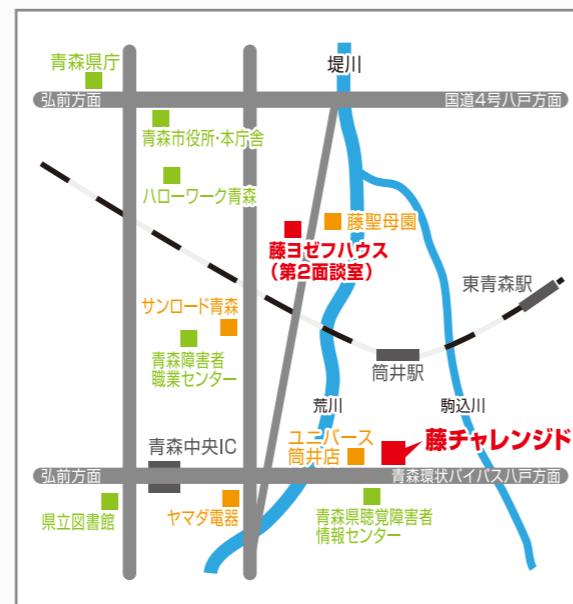 堤川
青森県庁
弘前方面
国道4号八戸方面
青森市役所・本庁舎
ハローワーク青森
藤聖母園
藤ヨゼフハウス
（第2面談室）
東青森駅
サンロード青森
青森障害者
職業センター
筒井駅
荒川
駒込川
青森中央IC
ユニバース
筒井店
藤チャレンジド
弘前方面
青森環状バイパス八戸方面
県立図書館
ヤマダ電器
青森県聴覚障害者
情報センター